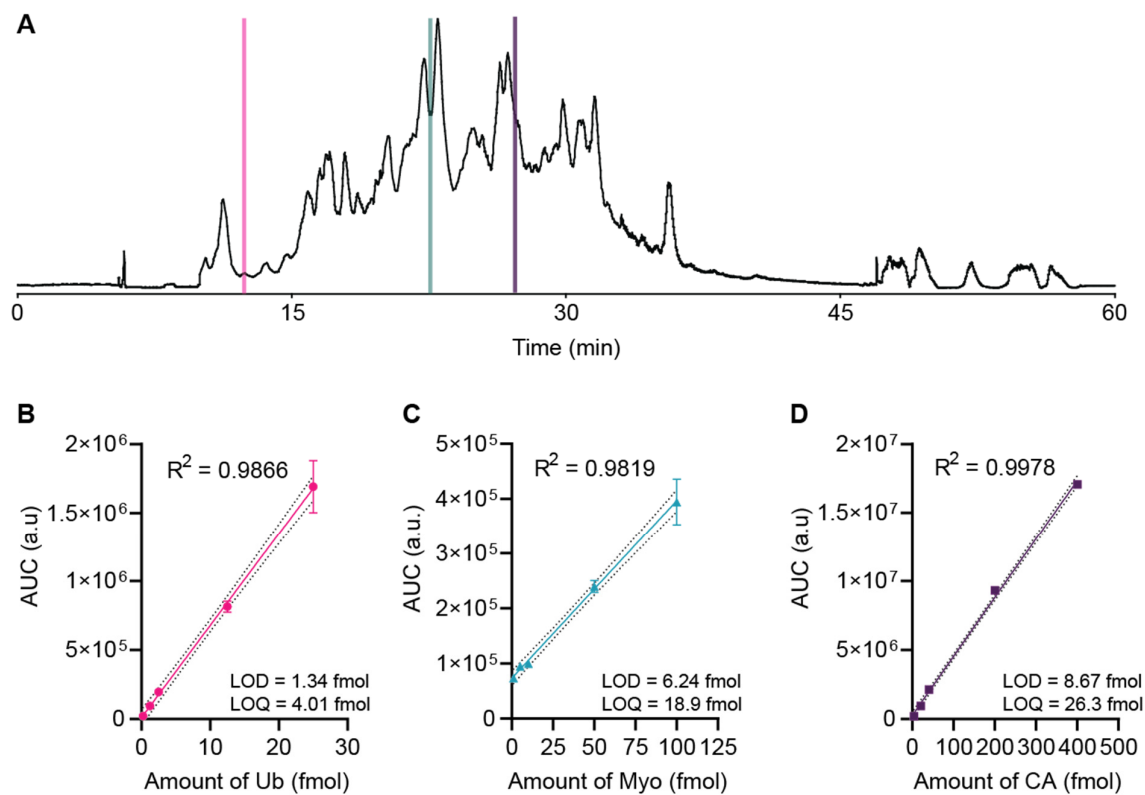 A
0 15 30 45 60
Time (min)
B
2×10⁶
1.5×10⁶
1×10⁶
5×10⁵
0
AUC (a.u)
R² = 0.9866
LOD = 1.34 fmol
LOQ = 4.01 fmol
0 10 20 30
Amount of Ub (fmol)
C
5×10⁵
4×10⁵
3×10⁵
2×10⁵
1×10⁵
0
AUC (a.u.)
R² = 0.9819
LOD = 6.24 fmol
LOQ = 18.9 fmol
0 25 50 75 100 125
Amount of Myo (fmol)
D
2×10⁷
1.5×10⁷
1×10⁷
5×10⁶
0
AUC (a.u.)
R² = 0.9978
LOD = 8.67 fmol
LOQ = 26.3 fmol
0 100 200 300 400 500
Amount of CA (fmol)